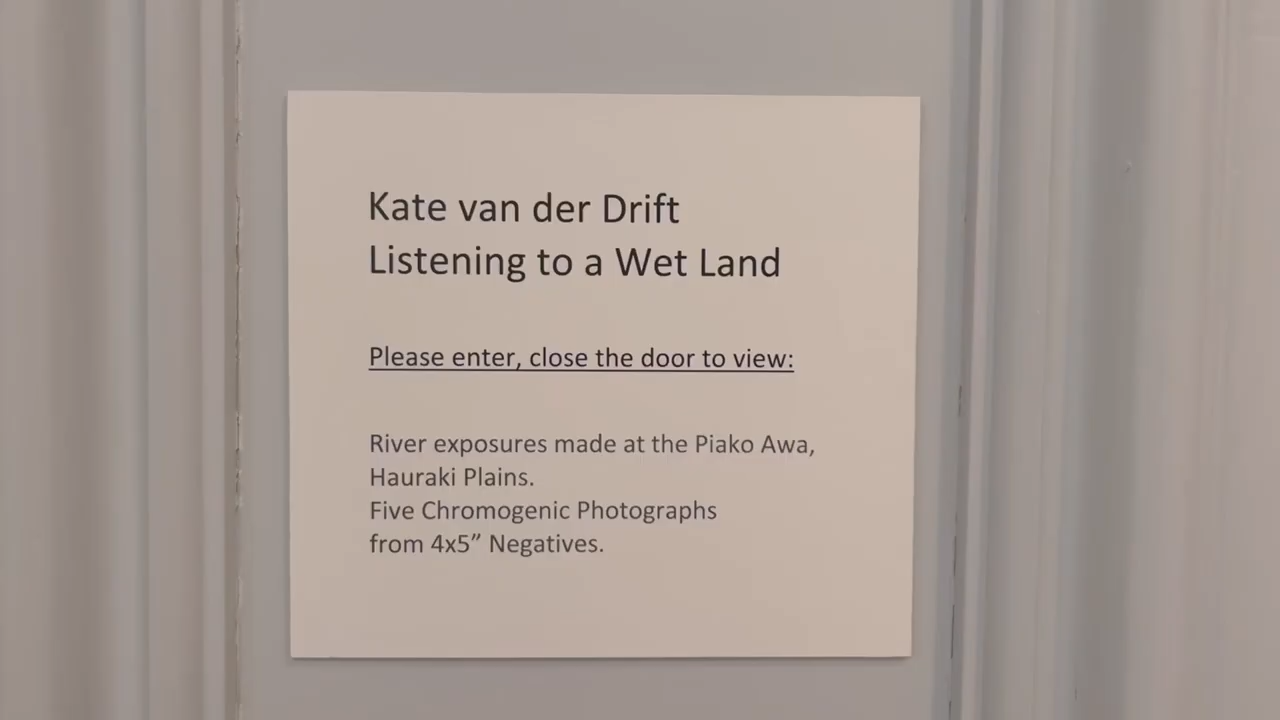 Kate van der Drift
Listening to a Wet Land
Please enter, close the door to view:
River exposures made at the Piako Awa,
Hauraki Plains.
Five Chromogenic Photographs
from 4x5” Negatives.